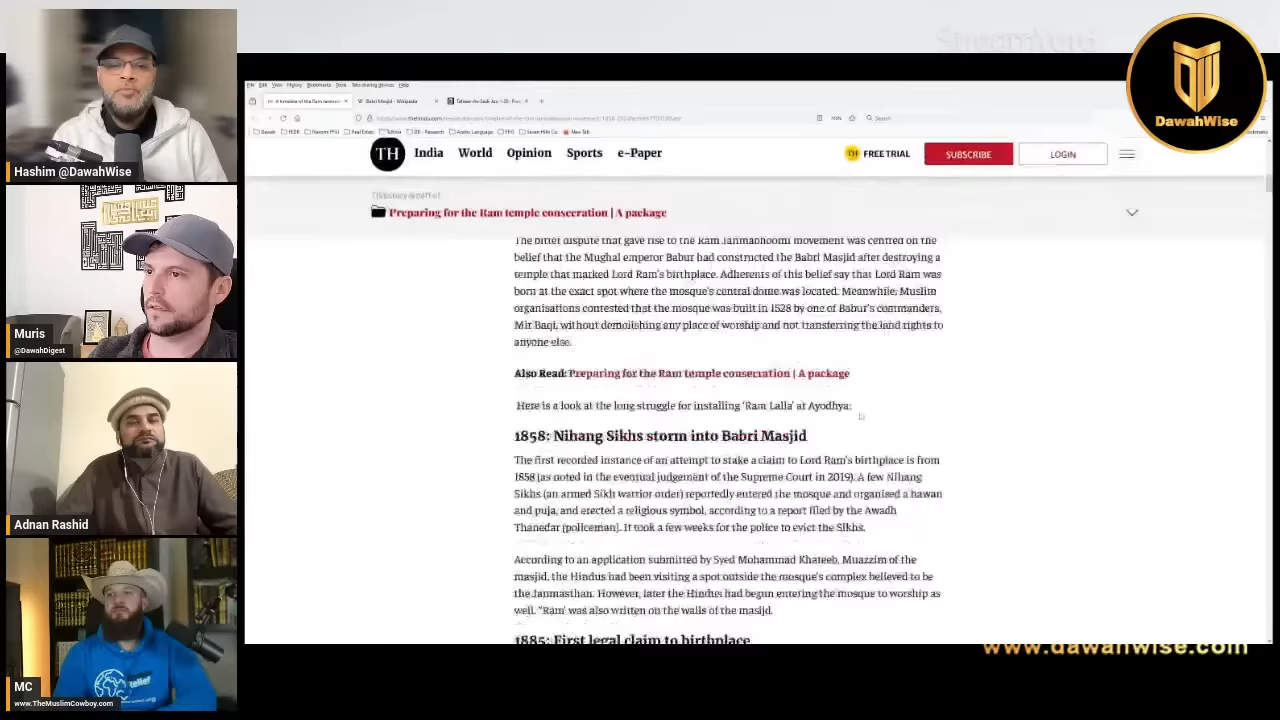 StreamYard
DawahWise
File Edit View History Bookmarks Tools Help
Babri Masjid - Wikipedia
Search
TH
India World Opinion Sports e-Paper
TH FREE TRIAL
SUBSCRIBE
LOGIN
Preparing for the Ram temple consecration | A package
The bitter dispute that gave rise to the Ram Janmabhoomi movement was centred on the
belief that the Mughal emperor Babur had constructed the Babri Masjid after destroying a
temple that marked Lord Ram's birthplace. Adherents of this belief say that Lord Ram was
born at the exact spot where the mosque's central dome was located. Meanwhile, Muslim
organisations contested that the mosque was built in 1528 by one of Babur's commanders,
Mir Baqi, without demolishing any place of worship and not transferring the land rights to
anyone else.
Also Read: Preparing for the Ram temple consecration | A package
Here is a look at the long struggle for installing 'Ram Lalla' at Ayodhya:
1858: Nihang Sikhs storm into Babri Masjid
The first recorded instance of an attempt to stake a claim to Lord Ram's birthplace is from
1858 (as noted in the eventual judgement of the Supreme Court in 2019). A few Nihang
Sikhs (an armed Sikh warrior order) reportedly entered the mosque and organised a hawan
and puja, and erected a religious symbol, according to a report filed by the Awadh
Thanedar (policeman). It took a few weeks for the police to evict the Sikhs.
According to an application submitted by Syed Mohammad Khateeb, Muazzim of the
masjid, the Hindus had been visiting a spot outside the mosque's complex believed to be
the Janmasthan. However, later the Hindus had begun entering the mosque to worship as
well. "Ram' was also written on the walls of the masjid.
1885: First legal claim to birthplace
www.dawahwise.com
Hashim @DawahWise
Muris
@DawahDigest
Adnan Rashid
MC
www.TheMuslimCowboy.com